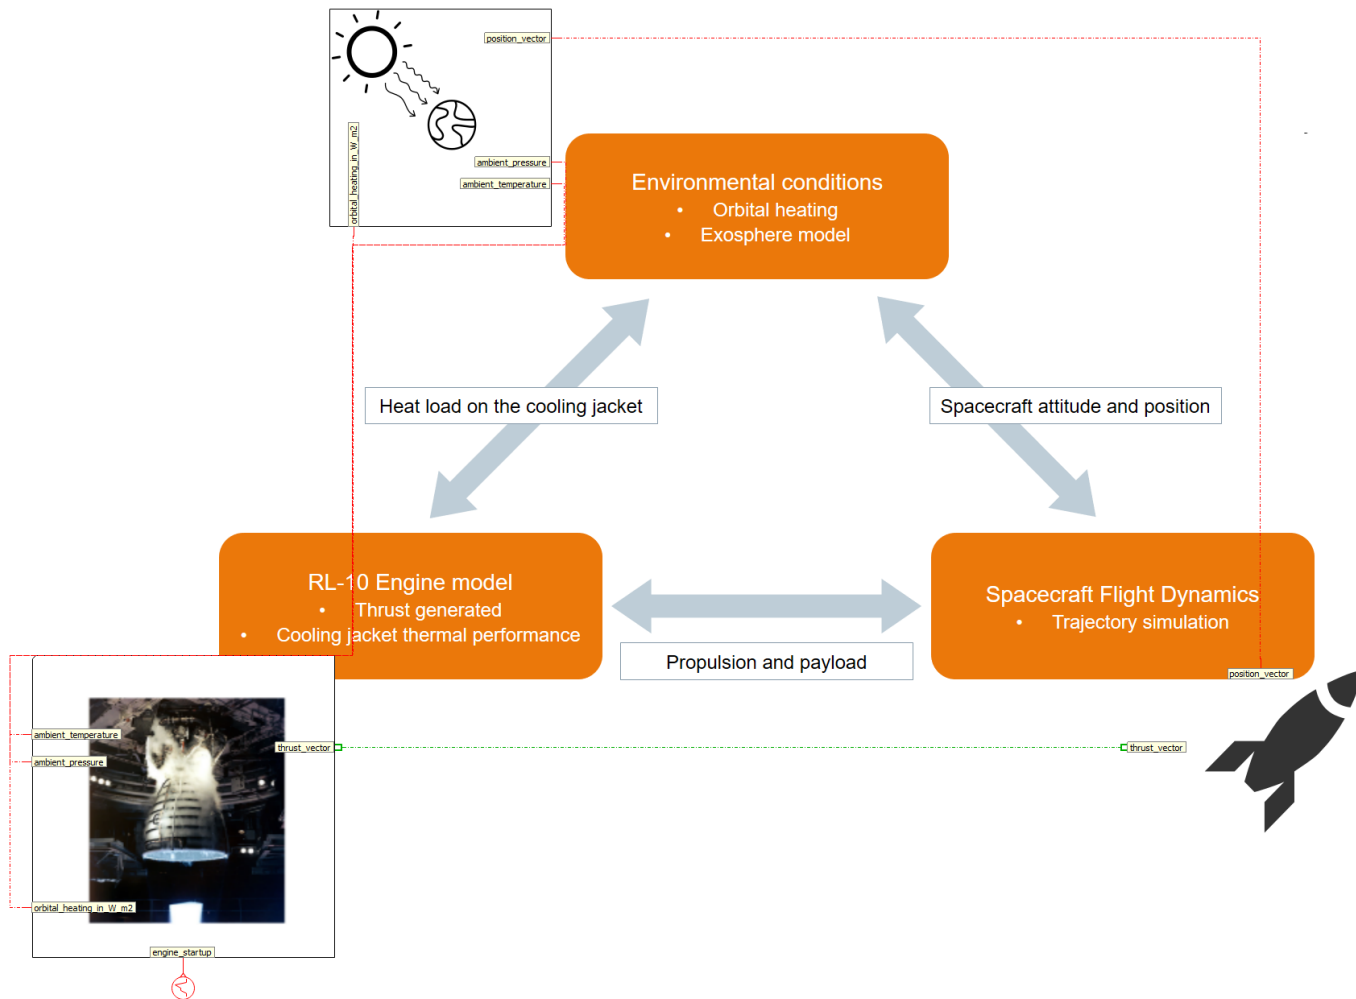 position_vector
orbital_heating_in_W_m2
ambient_pressure
ambient_temperature
Environmental conditions
• Orbital heating
• Exosphere model
Heat load on the cooling jacket
Spacecraft attitude and position
RL-10 Engine model
• Thrust generated
• Cooling jacket thermal performance
Spacecraft Flight Dynamics
• Trajectory simulation
Propulsion and payload
position_vector
ambient_temperature
thrust_vector
thrust_vector
ambient_pressure
orbital_heating_in_W_m2
engine_startup